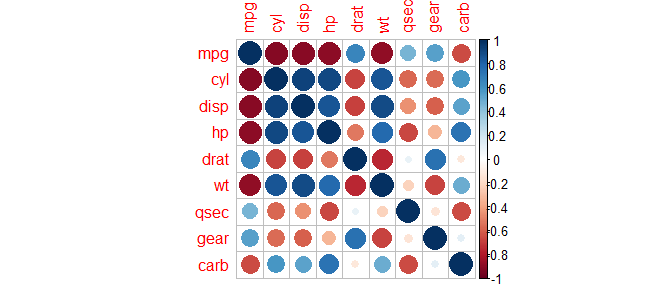 mpg cyl disp hp drat wt qsec gear carb
mpg
cyl
disp
hp
drat
wt
qsec
gear
carb
1
0.8
0.6
0.4
0.2
0
-0.2
-0.4
-0.6
-0.8
-1